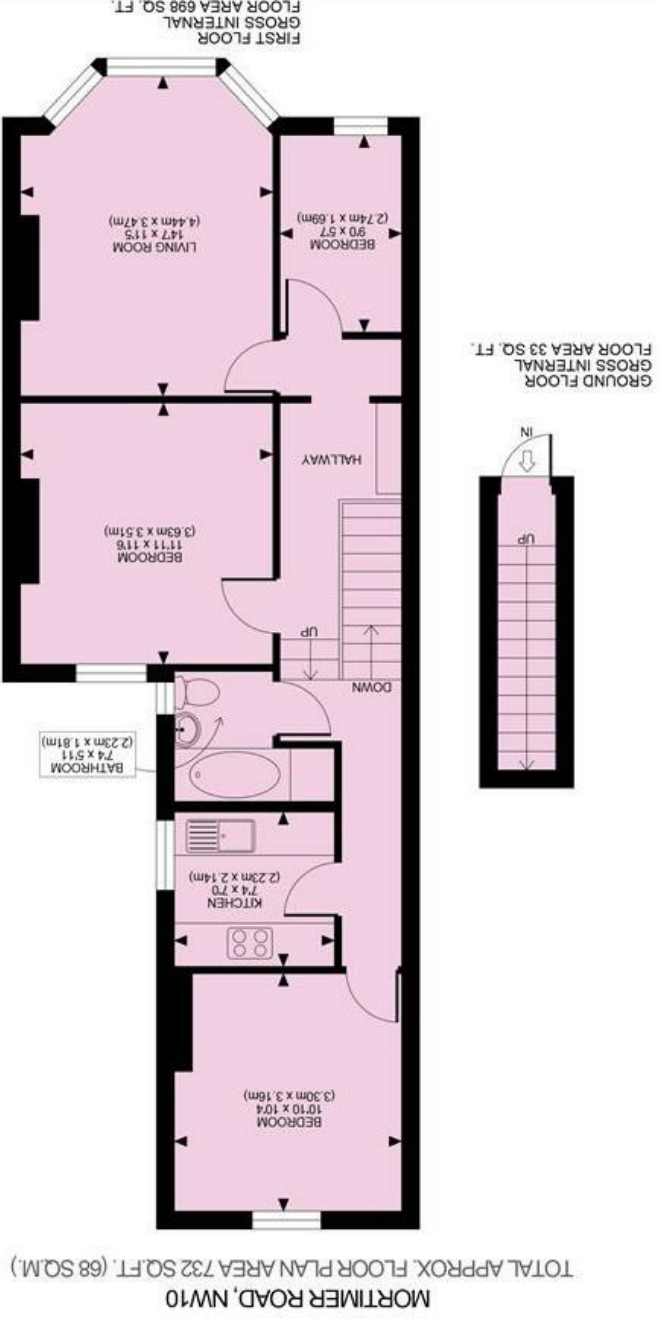 MORTIMER ROAD, NW10
TOTAL APPROX. FLOOR PLAN AREA 732 SQ.FT. (68 SQ.M.)
BEDROOM
10'10 x 10'4
(3.30m x 3.16m)
KITCHEN
7'4 x 7'0
(2.23m x 2.14m)
BATHROOM
7'4 x 5'11
(2.23m x 1.81m)
DOWN
UP
BEDROOM
11'11 x 11'6
(3.63m x 3.51m)
HALLWAY
UP
IN
GROUND FLOOR
GROSS INTERNAL
FLOOR AREA 33 SQ. FT.
BEDROOM
9'0 x 5'7
(2.74m x 1.69m)
LIVING ROOM
14'7 x 11'5
(4.44m x 3.47m)
FIRST FLOOR
GROSS INTERNAL
FLOOR AREA 698 SQ. FT.